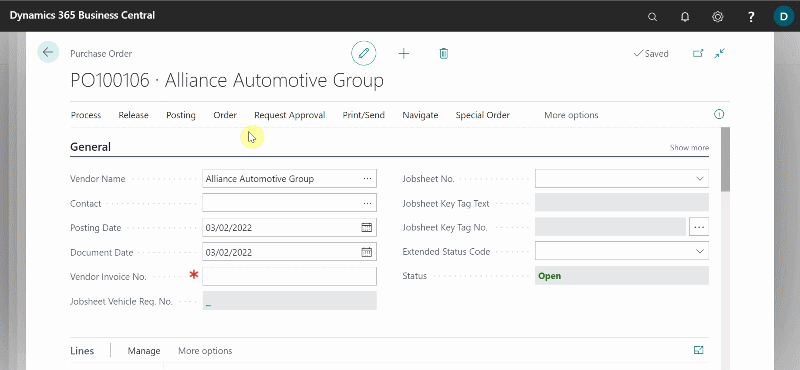 Dynamics 365 Business Central
?
D
Purchase Order
Saved
PO100106 · Alliance Automotive Group
Process Release Posting Order Request Approval Print/Send Navigate Special Order More options
General
Show more
Vendor Name Alliance Automotive Group ...
Jobsheet No.
Contact ...
Jobsheet Key Tag Text
Posting Date 03/02/2022
Jobsheet Key Tag No. ...
Document Date 03/02/2022
Extended Status Code
Vendor Invoice No. *
Status Open
Jobsheet Vehicle Reg. No. _
Lines Manage More options